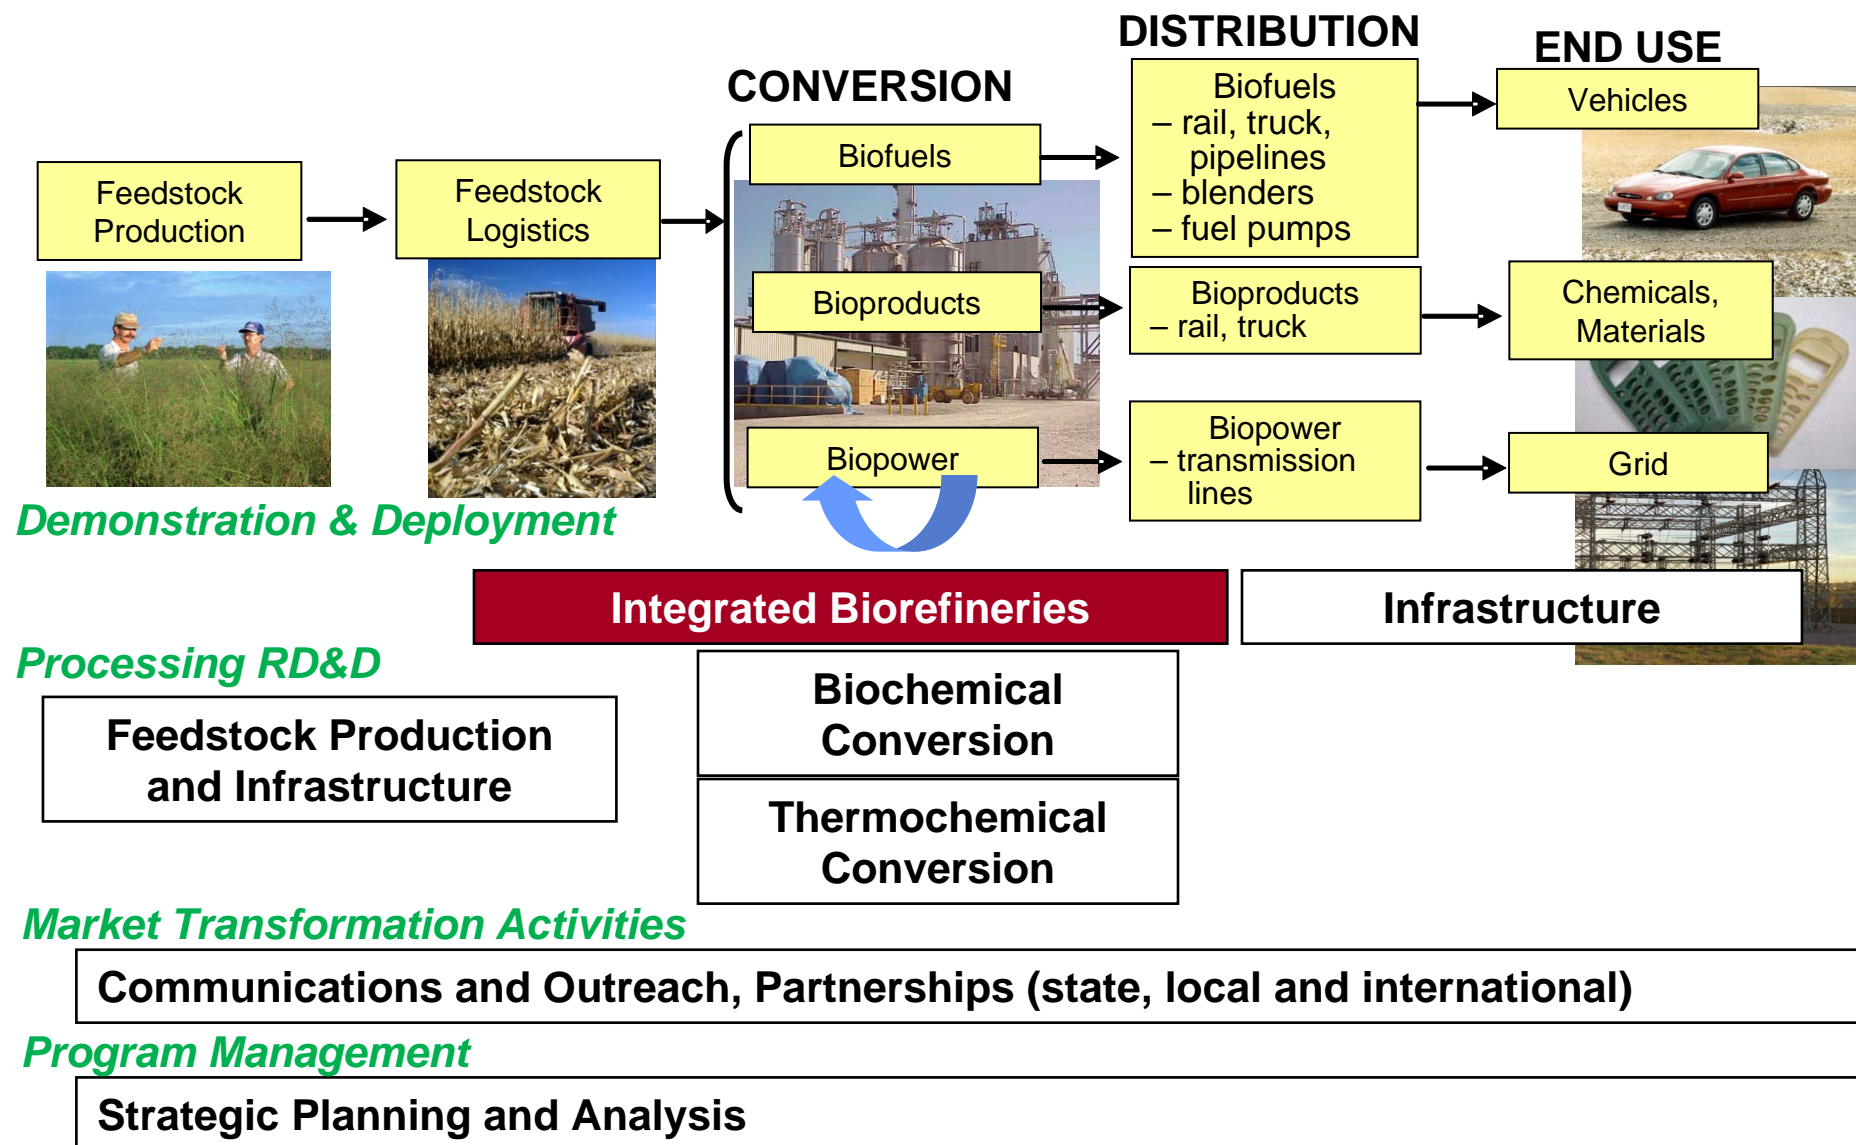 DISTRIBUTION
END USE
CONVERSION
Feedstock
Production
Feedstock
Logistics
Biofuels
Bioproducts
Biopower
Biofuels
– rail, truck,
pipelines
– blenders
– fuel pumps
Bioproducts
– rail, truck
Biopower
– transmission
lines
Vehicles
Chemicals,
Materials
Grid
Demonstration & Deployment
Integrated Biorefineries
Infrastructure
Processing RD&D
Feedstock Production
and Infrastructure
Biochemical
Conversion
Thermochemical
Conversion
Market Transformation Activities
Communications and Outreach, Partnerships (state, local and international)
Program Management
Strategic Planning and Analysis